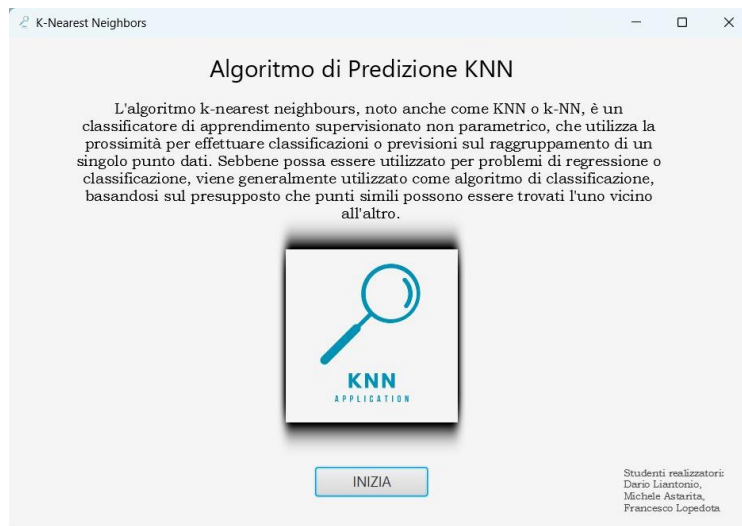 K-Nearest Neighbors
Algoritmo di Predizione KNN
L'algoritmo k-nearest neighbours, noto anche come KNN o k-NN, è un
classificatore di apprendimento supervisionato non parametrico, che utilizza la
prossimità per effettuare classificazioni o previsioni sul raggruppamento di un
singolo punto dati. Sebbene possa essere utilizzato per problemi di regressione o
classificazione, viene generalmente utilizzato come algoritmo di classificazione,
basandosi sul presupposto che punti simili possono essere trovati l'uno vicino
all'altro.
KNN
APPLICATION
INIZIA
Studenti realizzatori:
Dario Liantonio,
Michele Astarita,
Francesco Lopedota